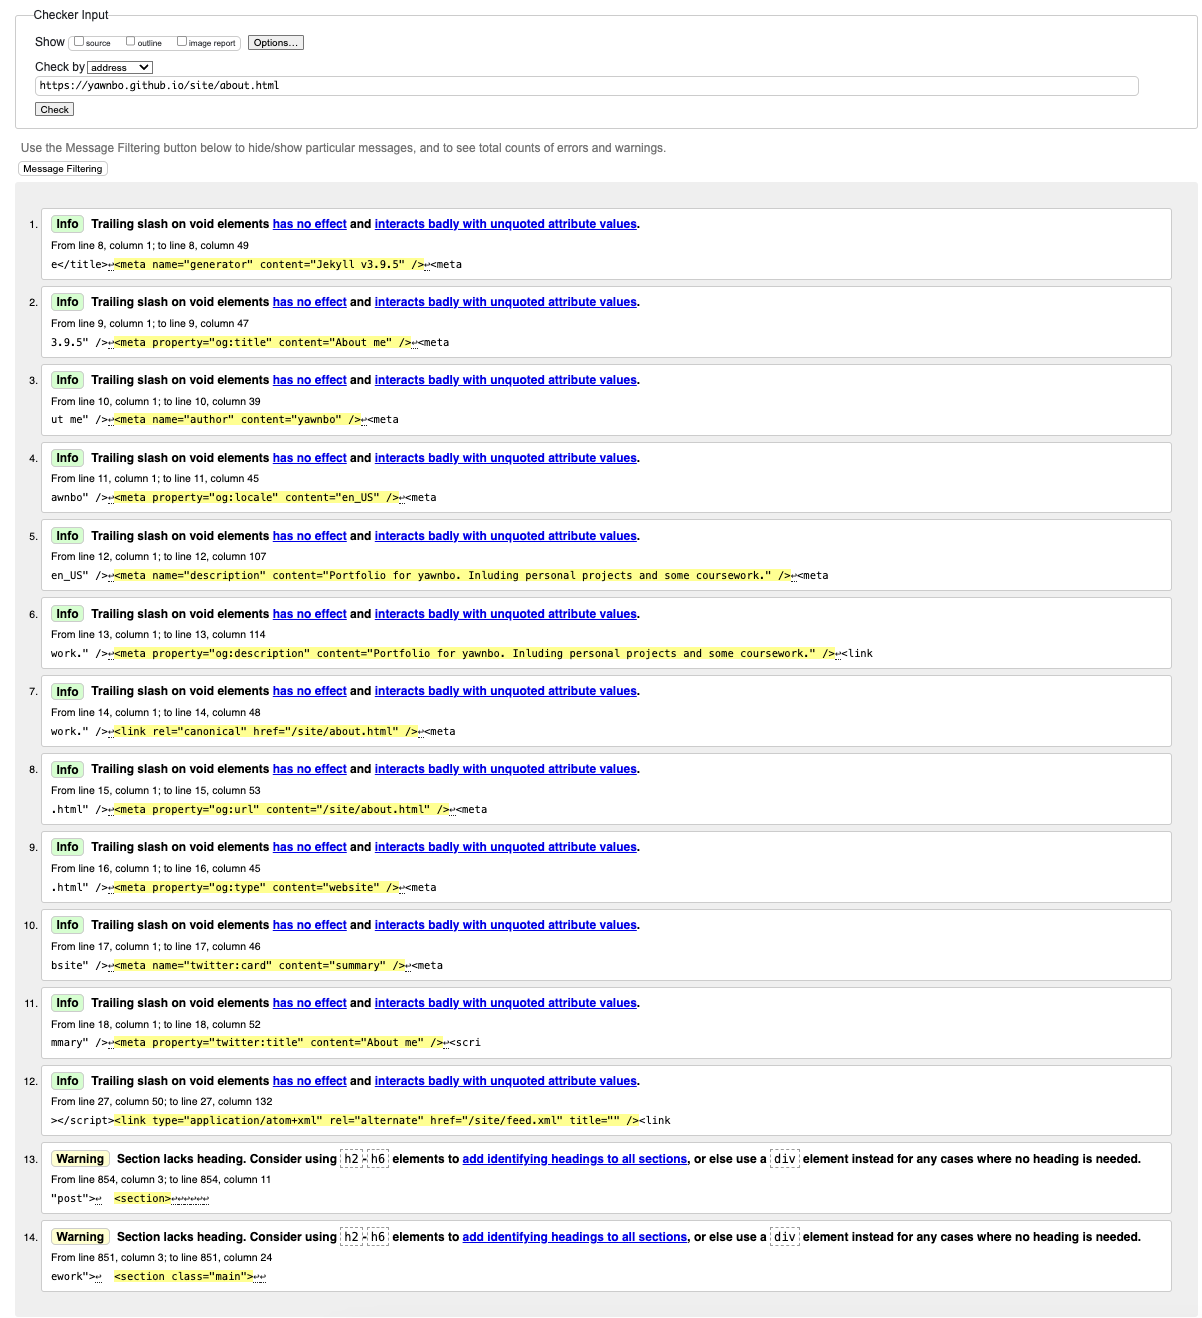 Checker Input
Show source outline image report Options...
Check by address
https://yawnbo.github.io/site/about.html
Check
Use the Message Filtering button below to hide/show particular messages, and to see total counts of errors and warnings.
Message Filtering
1. Info Trailing slash on void elements has no effect and interacts badly with unquoted attribute values.
From line 8, column 1; to line 8, column 49
e</title>↩<meta name="generator" content="Jekyll v3.9.5" />↩<meta
2. Info Trailing slash on void elements has no effect and interacts badly with unquoted attribute values.
From line 9, column 1; to line 9, column 47
3.9.5" />↩<meta property="og:title" content="About me" />↩<meta
3. Info Trailing slash on void elements has no effect and interacts badly with unquoted attribute values.
From line 10, column 1; to line 10, column 39
ut me" />↩<meta name="author" content="yawnbo" />↩<meta
4. Info Trailing slash on void elements has no effect and interacts badly with unquoted attribute values.
From line 11, column 1; to line 11, column 45
awnbo" />↩<meta property="og:locale" content="en_US" />↩<meta
5. Info Trailing slash on void elements has no effect and interacts badly with unquoted attribute values.
From line 12, column 1; to line 12, column 107
en_US" />↩<meta name="description" content="Portfolio for yawnbo. Inluding personal projects and some coursework." />↩<meta
6. Info Trailing slash on void elements has no effect and interacts badly with unquoted attribute values.
From line 13, column 1; to line 13, column 114
work." />↩<meta property="og:description" content="Portfolio for yawnbo. Inluding personal projects and some coursework." />↩<link
7. Info Trailing slash on void elements has no effect and interacts badly with unquoted attribute values.
From line 14, column 1; to line 14, column 48
work." />↩<link rel="canonical" href="/site/about.html" />↩<meta
8. Info Trailing slash on void elements has no effect and interacts badly with unquoted attribute values.
From line 15, column 1; to line 15, column 53
.html" />↩<meta property="og:url" content="/site/about.html" />↩<meta
9. Info Trailing slash on void elements has no effect and interacts badly with unquoted attribute values.
From line 16, column 1; to line 16, column 45
.html" />↩<meta property="og:type" content="website" />↩<meta
10. Info Trailing slash on void elements has no effect and interacts badly with unquoted attribute values.
From line 17, column 1; to line 17, column 46
bsite" />↩<meta name="twitter:card" content="summary" />↩<meta
11. Info Trailing slash on void elements has no effect and interacts badly with unquoted attribute values.
From line 18, column 1; to line 18, column 52
mmary" />↩<meta property="twitter:title" content="About me" />↩<scri
12. Info Trailing slash on void elements has no effect and interacts badly with unquoted attribute values.
From line 27, column 50; to line 27, column 132
></script><link type="application/atom+xml" rel="alternate" href="/site/feed.xml" title="" /><link
13. Warning Section lacks heading. Consider using h2-h6 elements to add identifying headings to all sections, or else use a div element instead for any cases where no heading is needed.
From line 854, column 3; to line 854, column 11
"post">↩ <section>↩↩↩↩↩↩
14. Warning Section lacks heading. Consider using h2-h6 elements to add identifying headings to all sections, or else use a div element instead for any cases where no heading is needed.
From line 851, column 3; to line 851, column 24
ework">↩ <section class="main">↩↩